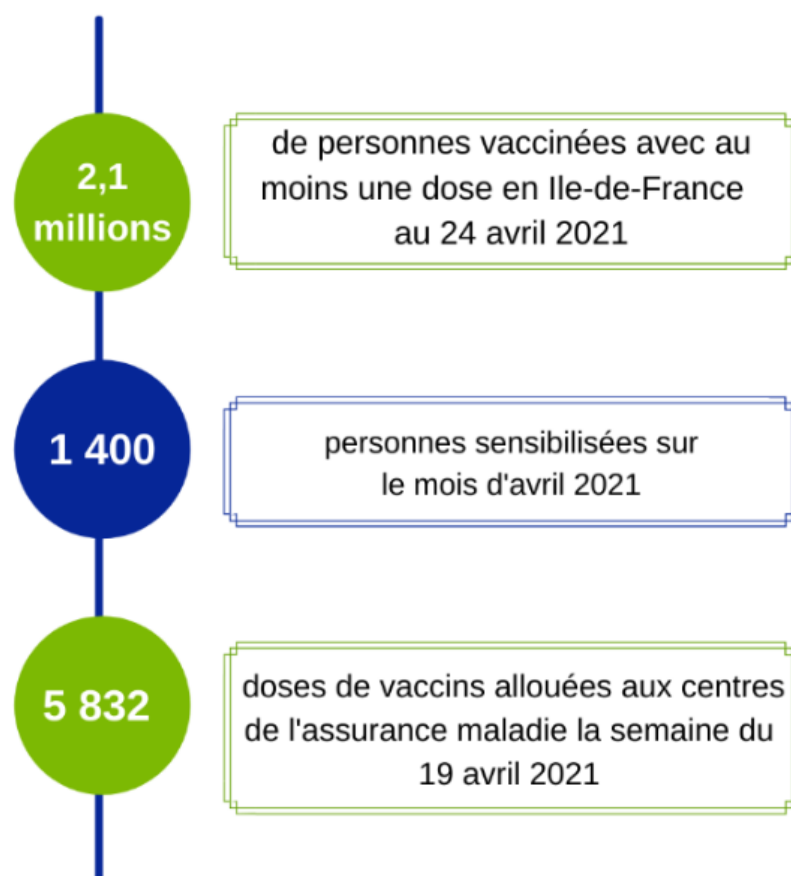 2,1
millions
de personnes vaccinées avec au
moins une dose en Ile-de-France
au 24 avril 2021
1 400
personnes sensibilisées sur
le mois d'avril 2021
5 832
doses de vaccins allouées aux centres
de l'assurance maladie la semaine du
19 avril 2021